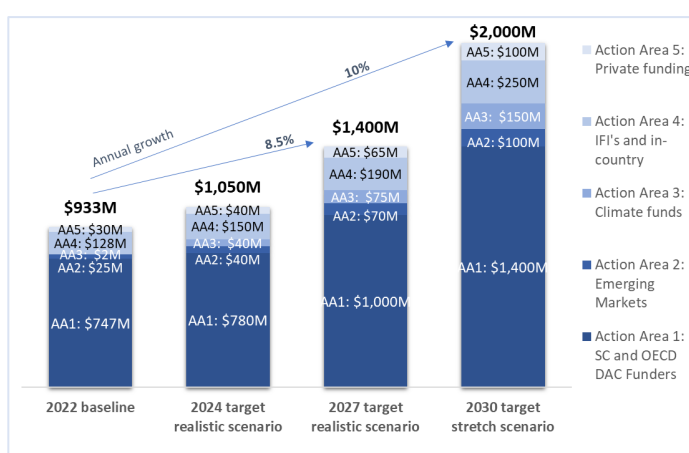 $2,000M
AA5: $100M
AA4: $250M
AA3:  $150M
AA2: $100M
AA1: $1,400M
10%
Annual growth
8.5%
$1,400M
AA5: $65M
AA4: $190M
AA3:  $75M
AA2: $70M
AA1: $1,000M
$1,050M
AA5: $40M
AA4: $150M
AA3:  $40M
AA2: $40M
AA1: $780M
$933M
AA5: $30M
AA4: $128M
AA3:  $2M
AA2: $25M
AA1: $747M
2022 baseline
2024 target
realistic scenario
2027 target
realistic scenario
2030 target
stretch scenario
Action Area 5:
Private funding
Action Area 4:
IFI's and in-
country
Action Area 3:
Climate funds
Action Area 2:
Emerging
Markets
Action Area 1:
SC and OECD
DAC Funders